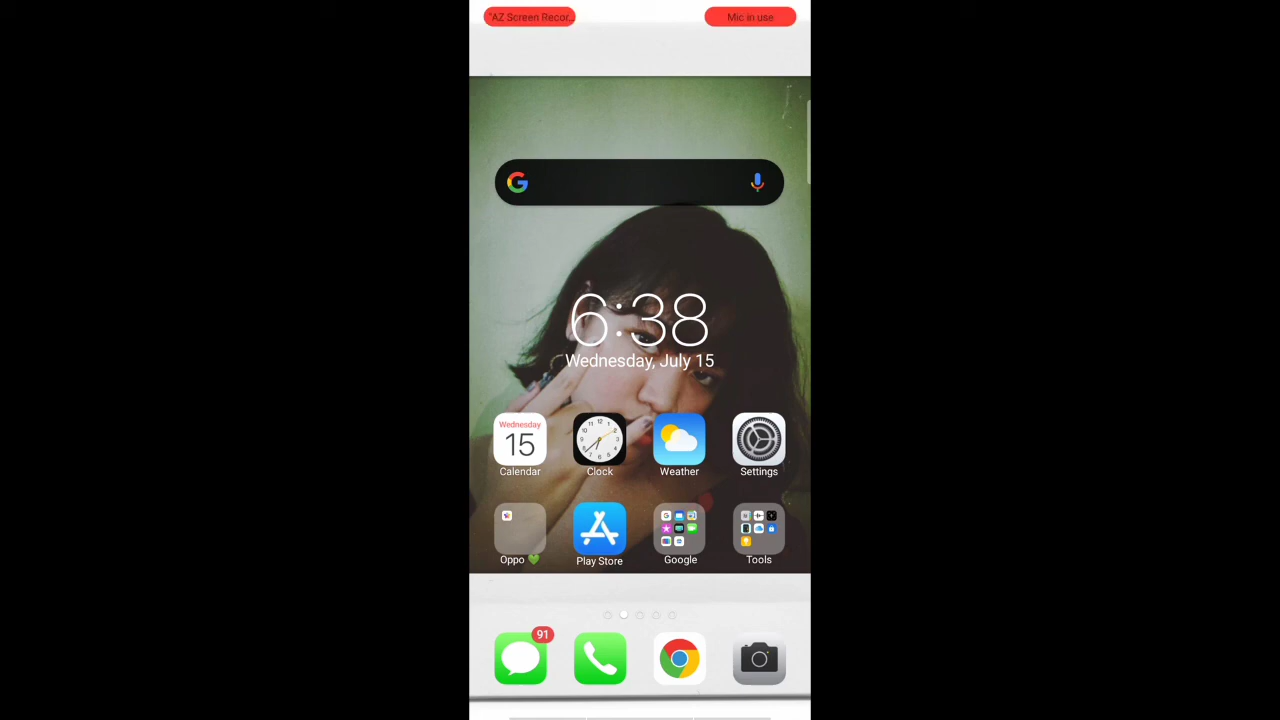 "AZ Screen Recor...
Mic in use
6:38
Wednesday, July 15
Wednesday
15
Calendar
Clock
Weather
Settings
Oppo 💚
Play Store
Google
Tools
91